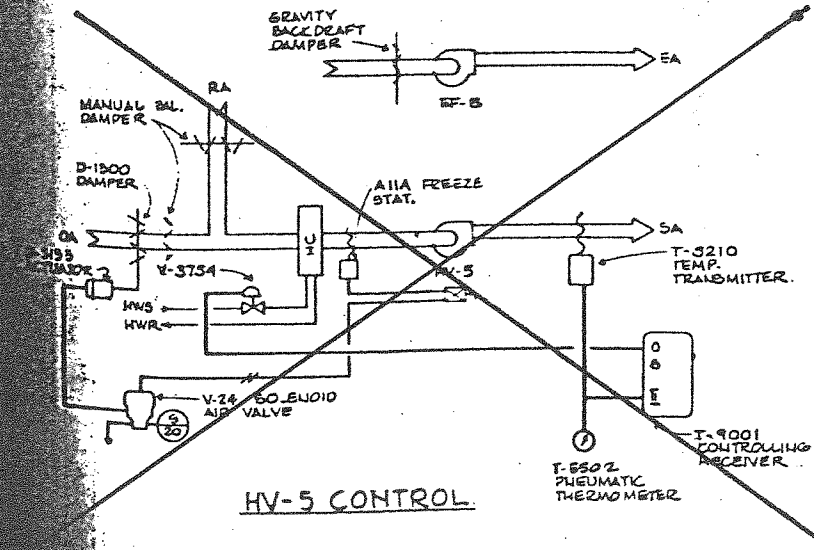 GRAVITY
BACKDRAFT
DAMPER
EA
EF-5
RA
MANUAL BAL.
DAMPER
D-1300
DAMPER
A11A FREEZE
STAT.
OA
SA
ACTUATOR
V-3754
HV-5
T-5210
TEMP.
TRANSMITTER.
HWS
HWR
O
B
I
V-24 SOLENOID
AIR VALVE
S
20
T-9001
CONTROLLING
RECEIVER
T-5502
PNEUMATIC
THERMOMETER
HV-5 CONTROL